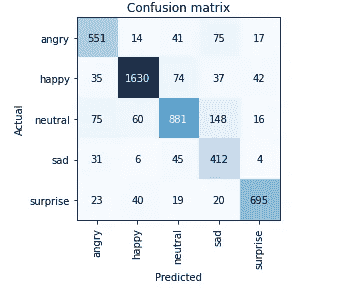 Confusion matrix
angry 551 14 41 75 17
happy 35 1630 74 37 42
neutral 75 60 881 148 16
sad 31 6 45 412 4
surprise 23 40 19 20 695
Actual
angry happy neutral sad surprise
Predicted